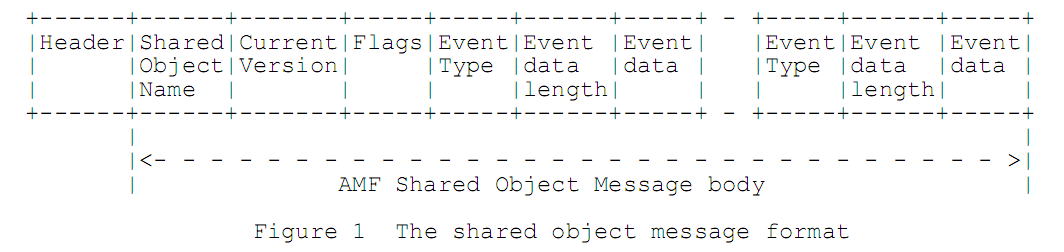 +------+------+-------+-----+-----+------+-----+ - +-----+------+-----+
|Header|Shared|Current|Flags|Event|Event |Event|   |Event|Event |Event|
|      |Object|Version|     |Type |data  |data |   |Type |data  |data |
|      |Name  |       |     |     |length|     |   |     |length|     |
+------+------+-------+-----+-----+------+-----+ - +-----+------+-----+
       |                                                              |
       |<- - - - - - - - - - - - - - - - - - - - - - - - - - - - - - >|
       |             AMF Shared Object Message body                   |
Figure 1  The shared object message format